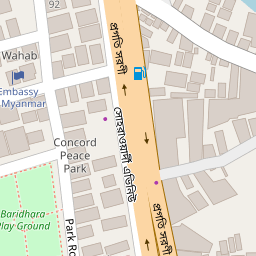 92
প্রগতি সরণী
Wahab
Embassy
Myanmar
সোহরাওয়ার্দী এভিনিউ
Concord
Peace
Park
Baridhara
Play Ground
প্রগতি সরণী
Park Ro
প্রগতি সরণী